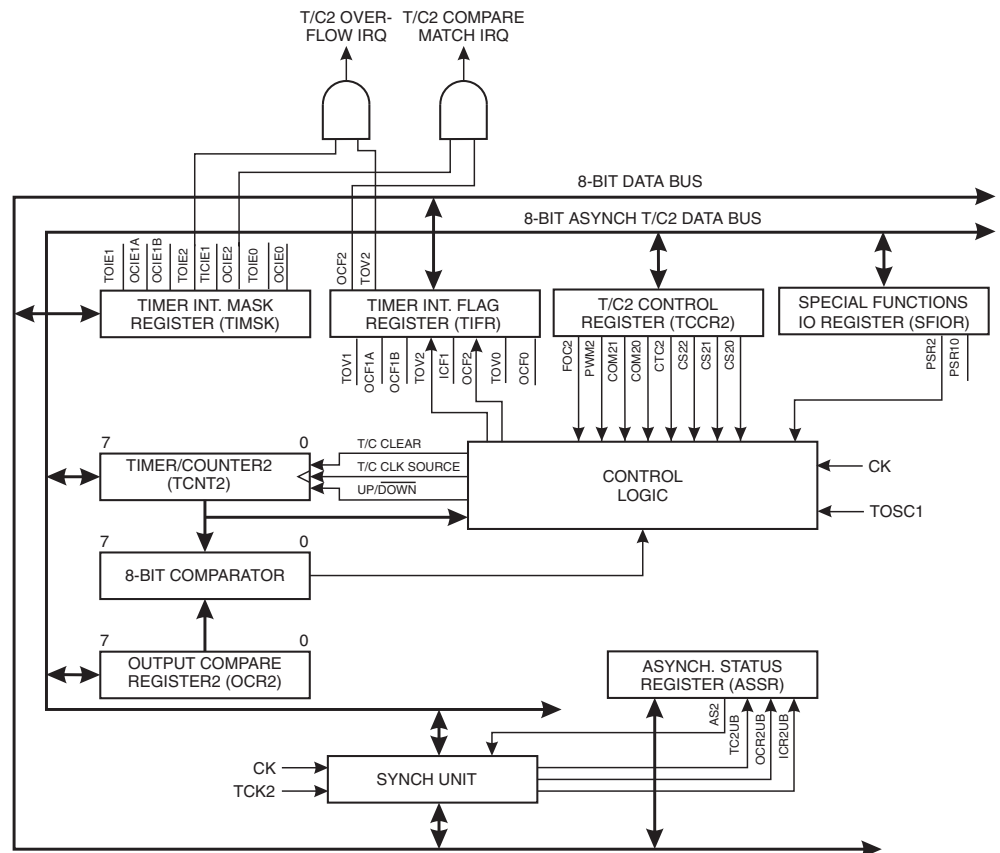 T/C2 OVER-
FLOW IRQ
T/C2 COMPARE
MATCH IRQ
8-BIT DATA BUS
8-BIT ASYNCH T/C2 DATA BUS
TOIE1
OCIE1A
OCIE1B
TOIE2
TICIE1
OCIE2
TOIE0
OCIE0
OCF2
TOV2
TIMER INT. MASK
REGISTER (TIMSK)
TIMER INT. FLAG
REGISTER (TIFR)
T/C2 CONTROL
REGISTER (TCCR2)
SPECIAL FUNCTIONS
IO REGISTER (SFIOR)
TOV1
OCF1A
OCF1B
TOV2
ICF1
OCF2
TOV0
OCF0
FOC2
PWM2
COM21
COM20
CTC2
CS22
CS21
CS20
PSR2
PSR10
7 0
TIMER/COUNTER2
(TCNT2)
T/C CLEAR
T/C CLK SOURCE
UP/DOWN
CONTROL
LOGIC
CK
TOSC1
7 0
8-BIT COMPARATOR
7 0
OUTPUT COMPARE
REGISTER2 (OCR2)
ASYNCH. STATUS
REGISTER (ASSR)
AS2
TC2UB
OCR2UB
ICR2UB
CK
TCK2
SYNCH UNIT